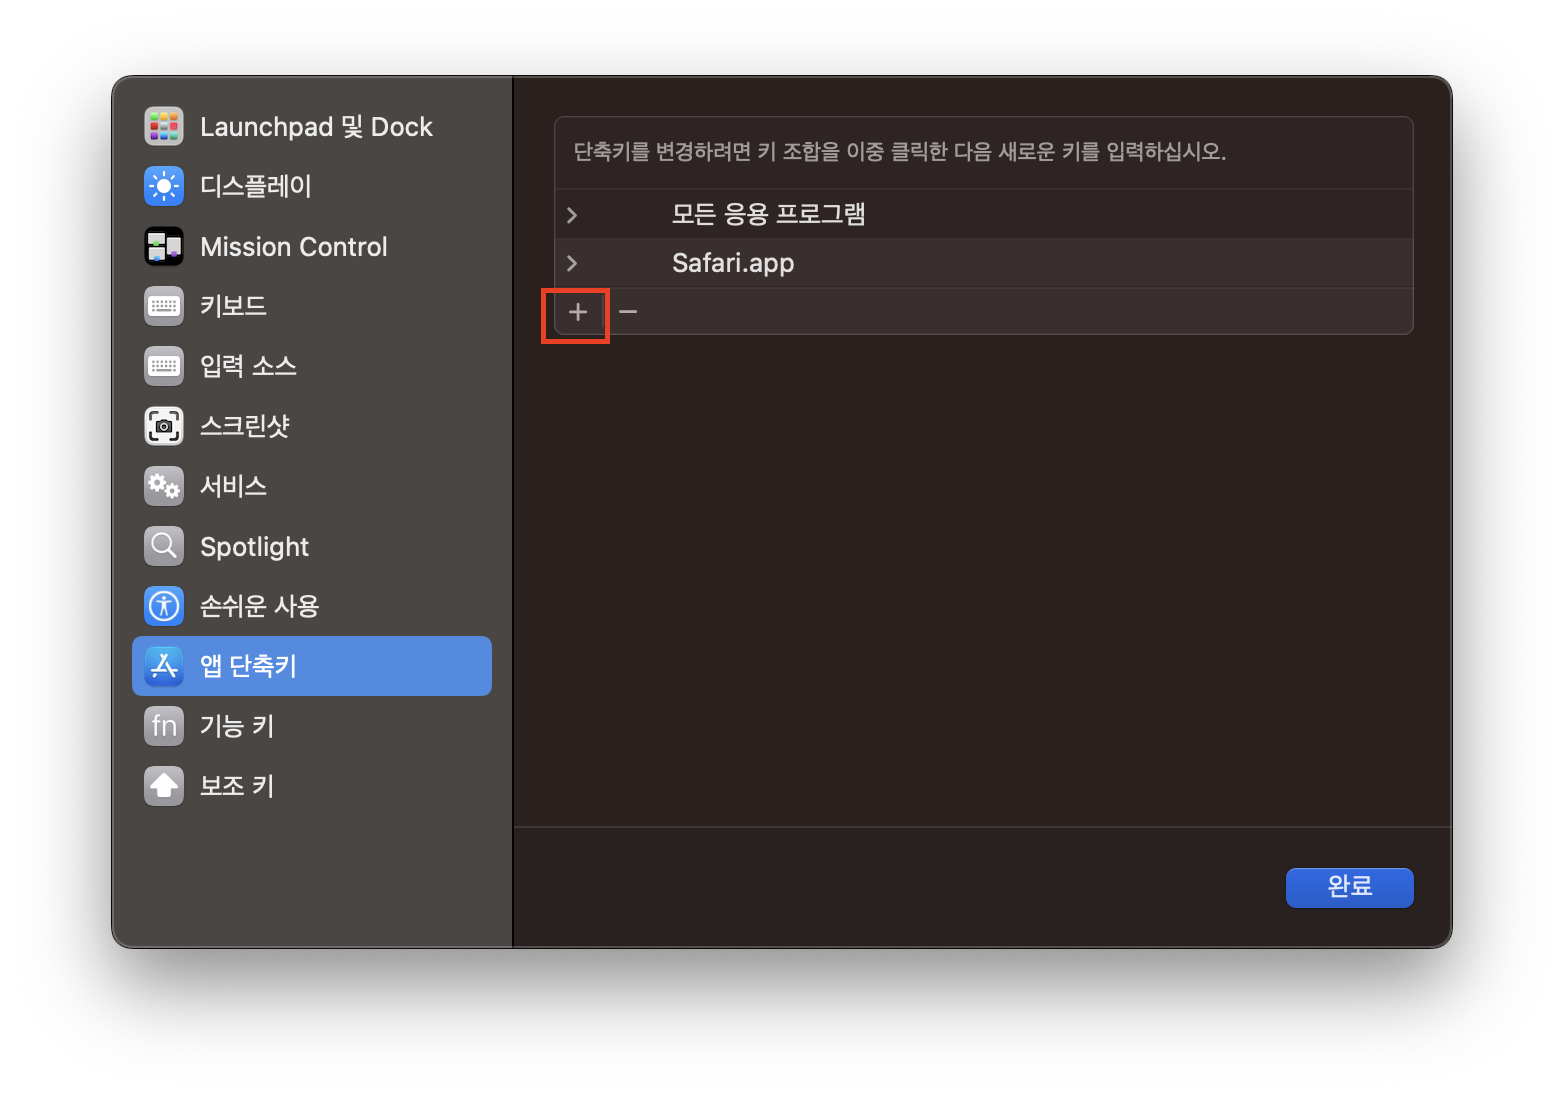 Launchpad 및 Dock
디스플레이
Mission Control
키보드
입력 소스
스크린샷
서비스
Spotlight
손쉬운 사용
앱 단축키
fn 기능 키
보조 키
단축키를 변경하려면 키 조합을 이중 클릭한 다음 새로운 키를 입력하십시오.
모든 응용 프로그램
Safari.app
+ −
완료